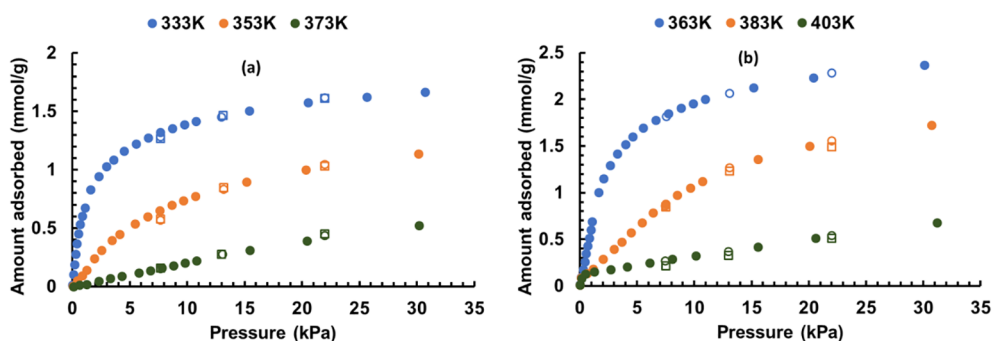 333K 353K 373K
(a)
Amount adsorbed (mmol/g)
2
1.5
1
0.5
0
0 5 10 15 20 25 30 35
Pressure (kPa)
363K 383K 403K
(b)
Amount adsorbed (mmol/g)
2.5
2
1.5
1
0.5
0
0 5 10 15 20 25 30 35
Pressure (kPa)